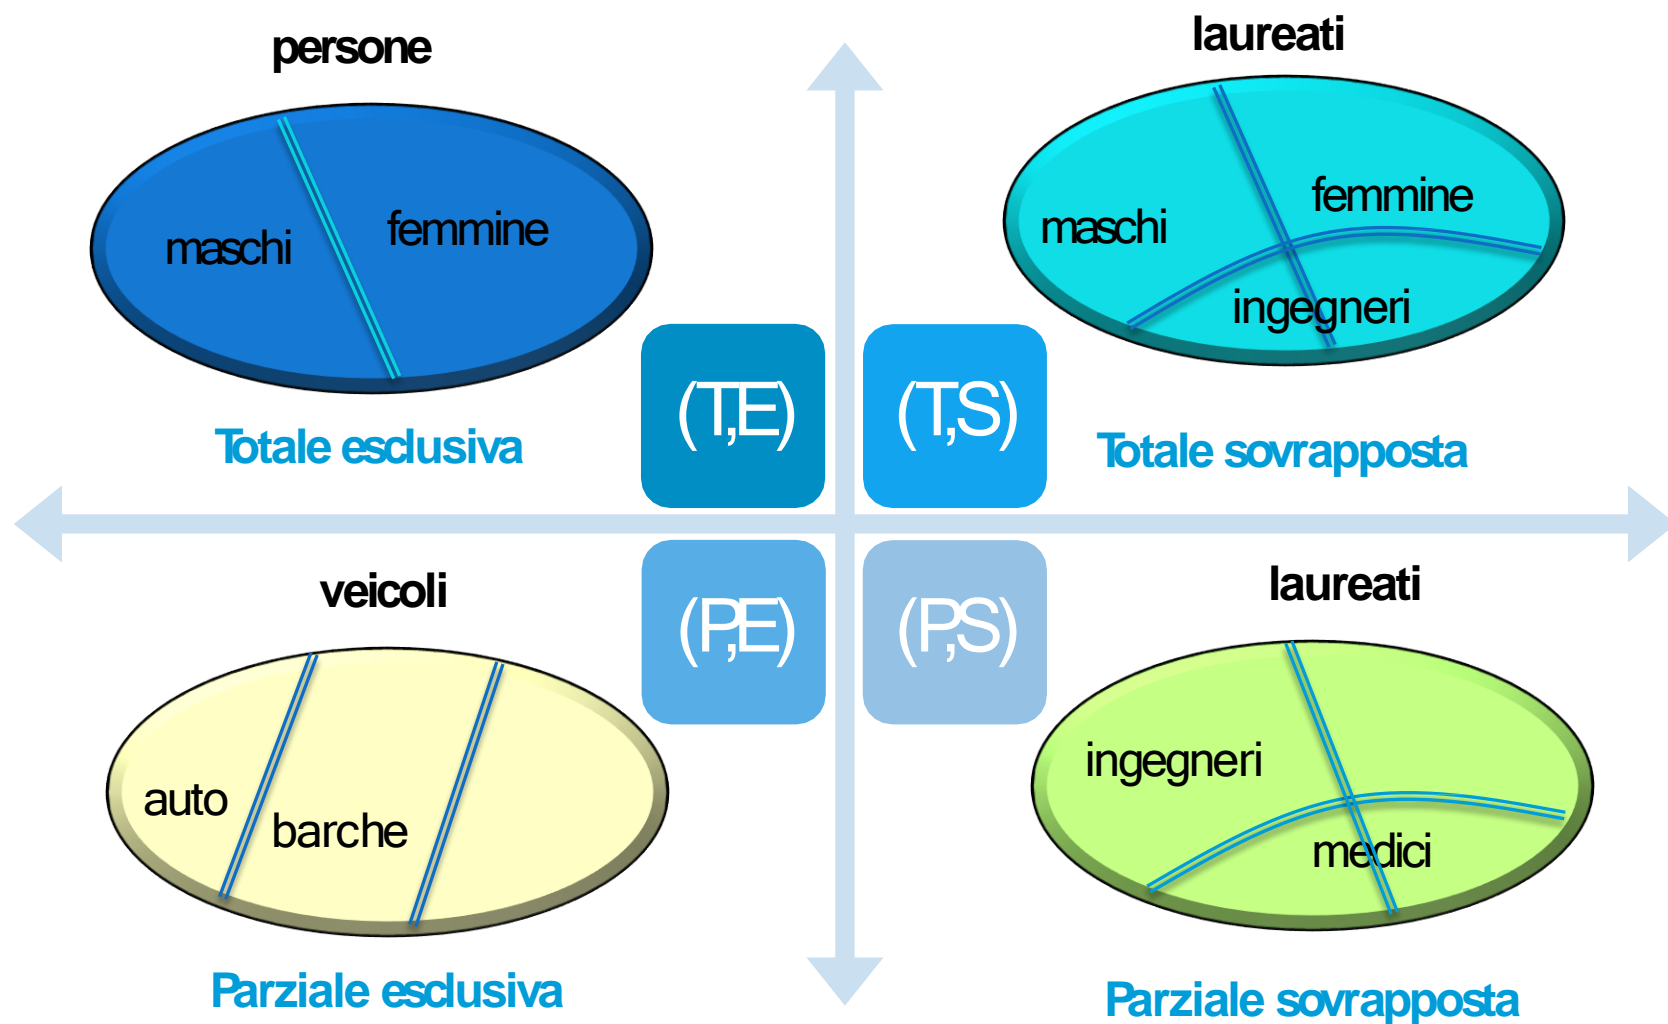 persone
maschi
femmine
(T,E)
Totale esclusiva
laureati
maschi
femmine
ingegneri
(T,S)
Totale sovrapposta
veicoli
auto
barche
(P,E)
Parziale esclusiva
laureati
ingegneri
medici
(P,S)
Parziale sovrapposta